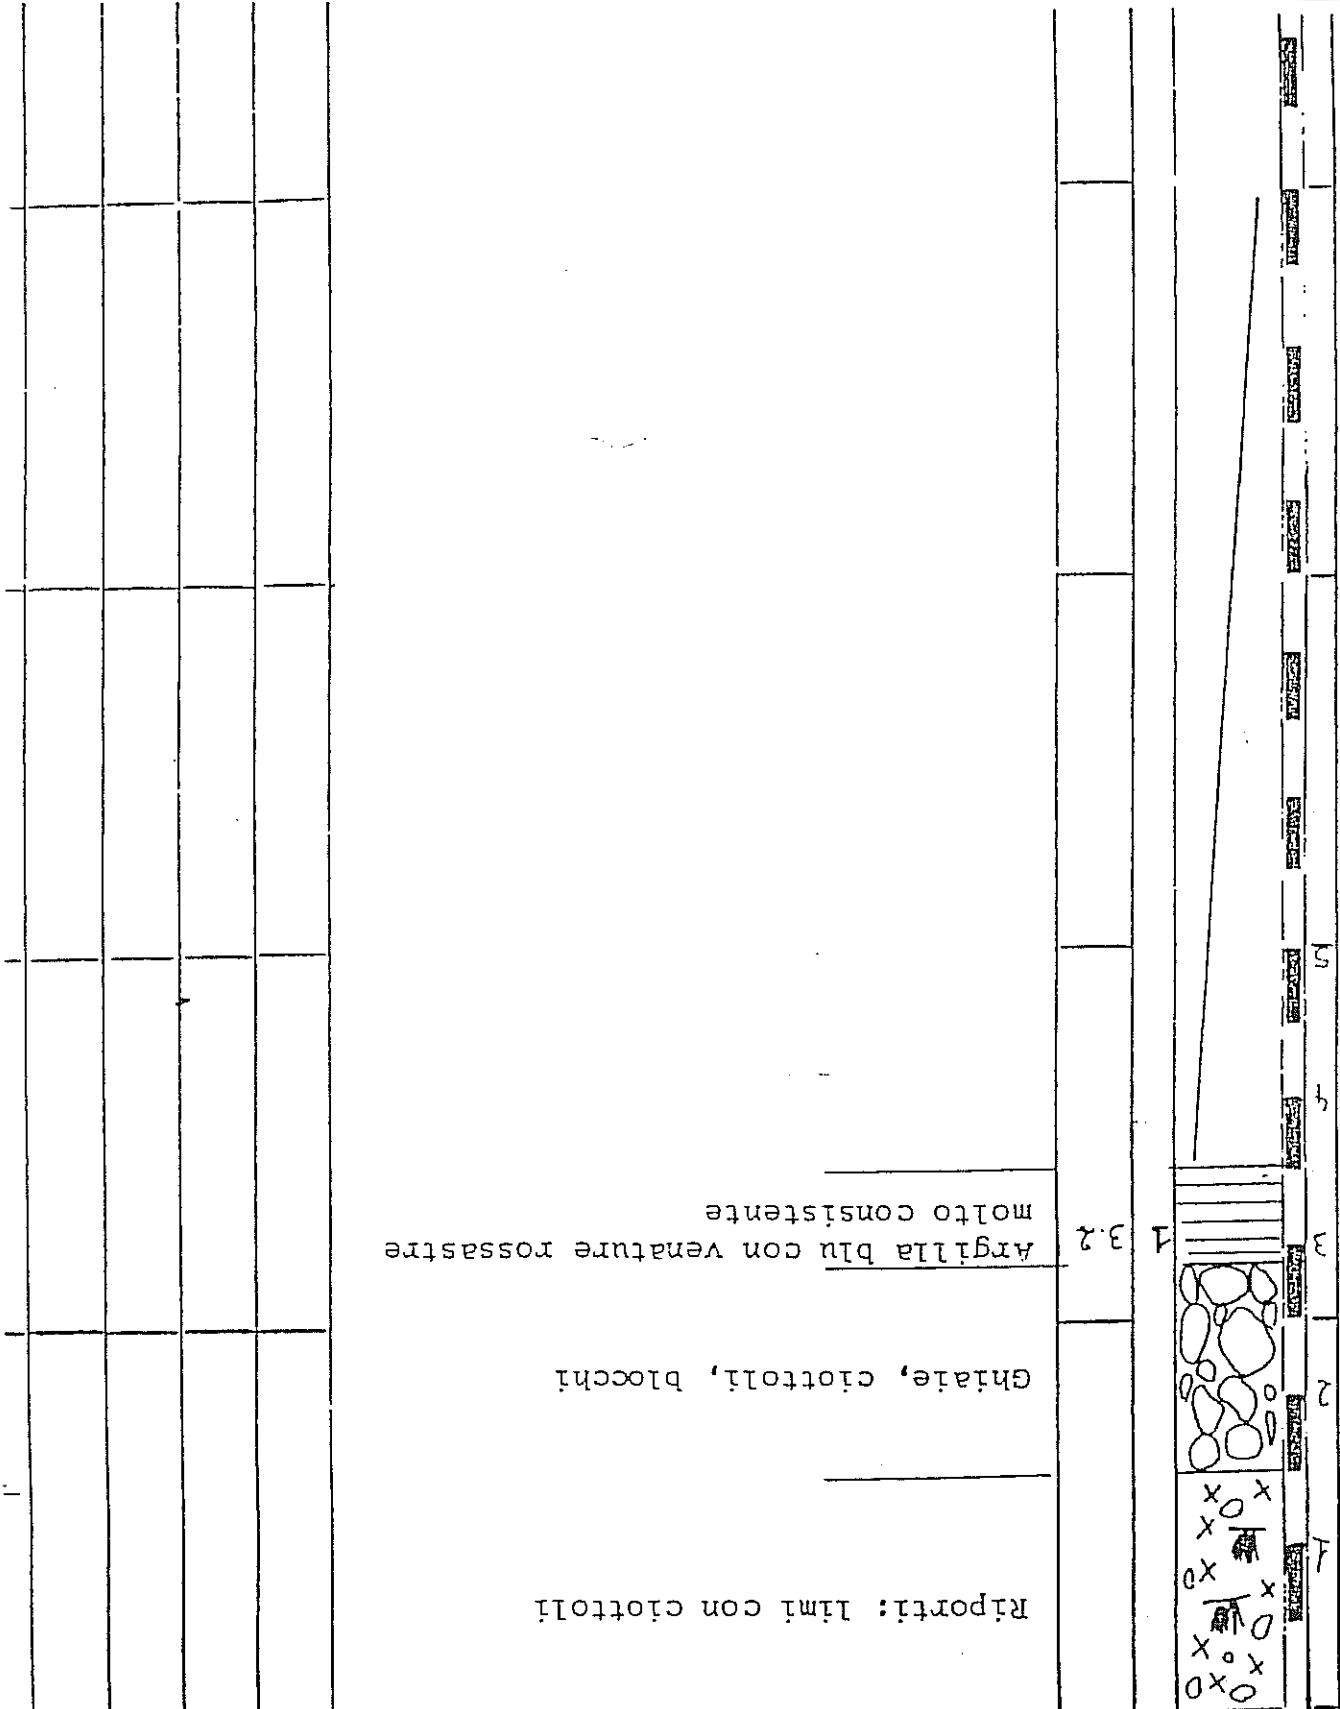 Riporti: limi con ciottoli
1
Ghiaie, ciottoli, blocchi
2
Argilla blu con venature rossastre
molto consistente
3.2
1
3
4
5